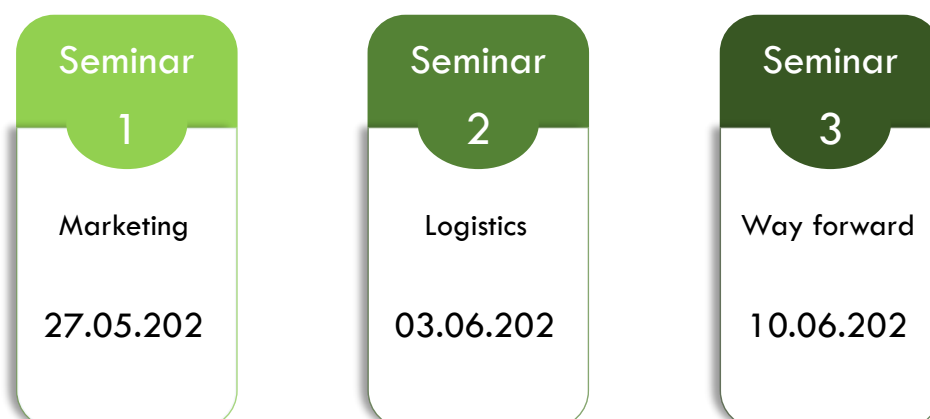 Seminar
1
Marketing
27.05.202
Seminar
2
Logistics
03.06.202
Seminar
3
Way forward
10.06.202